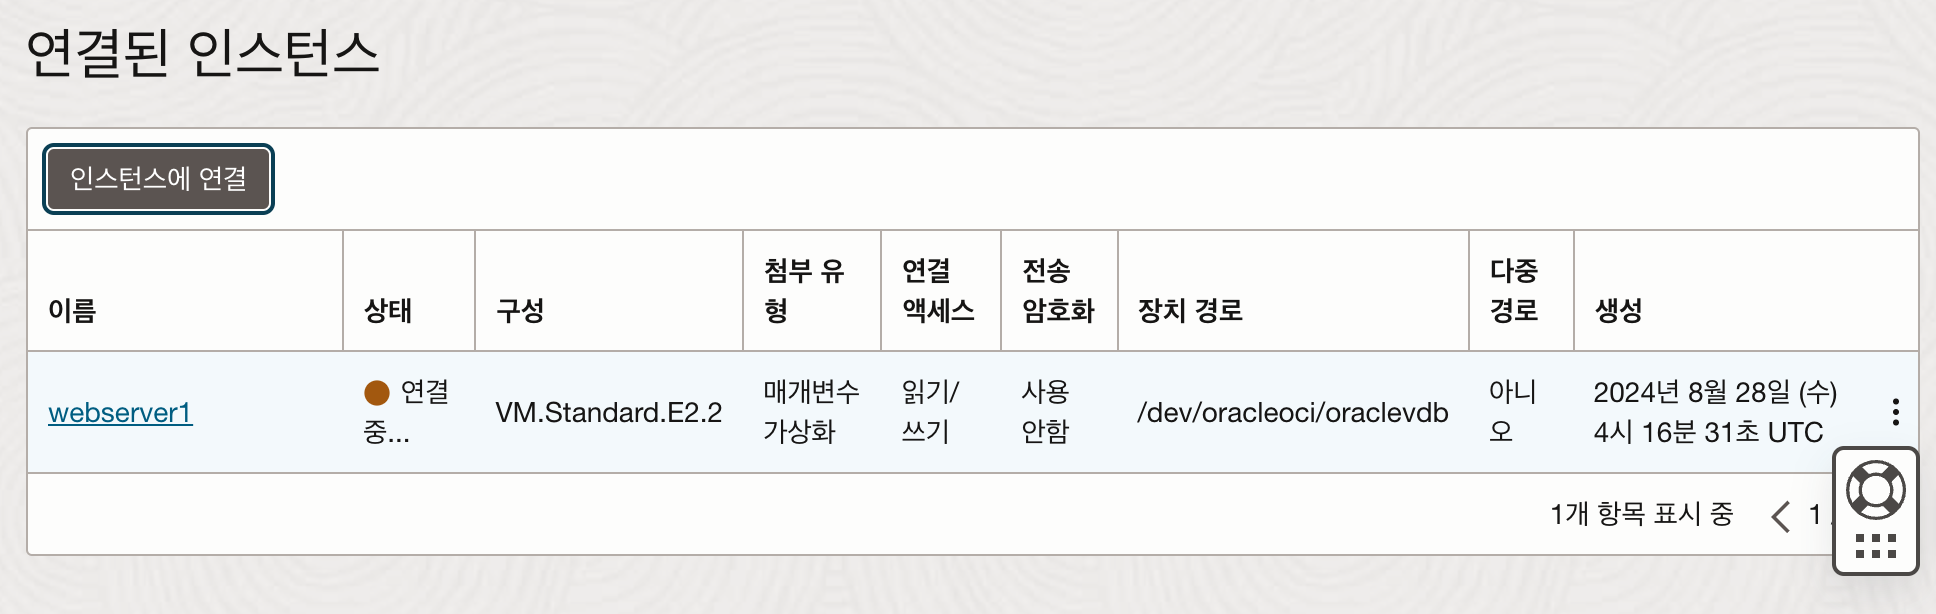 연결된 인스턴스
인스턴스에 연결
이름
상태
구성
첨부 유
형
연결
액세스
전송
암호화
장치 경로
다중
경로
생성
webserver1
연결
중...
VM.Standard.E2.2
매개변수
가상화
읽기/
쓰기
사용
안함
/dev/oracleoci/oraclevdb
아니
오
2024년 8월 28일 (수)
4시 16분 31초 UTC
1개 항목 표시 중
1